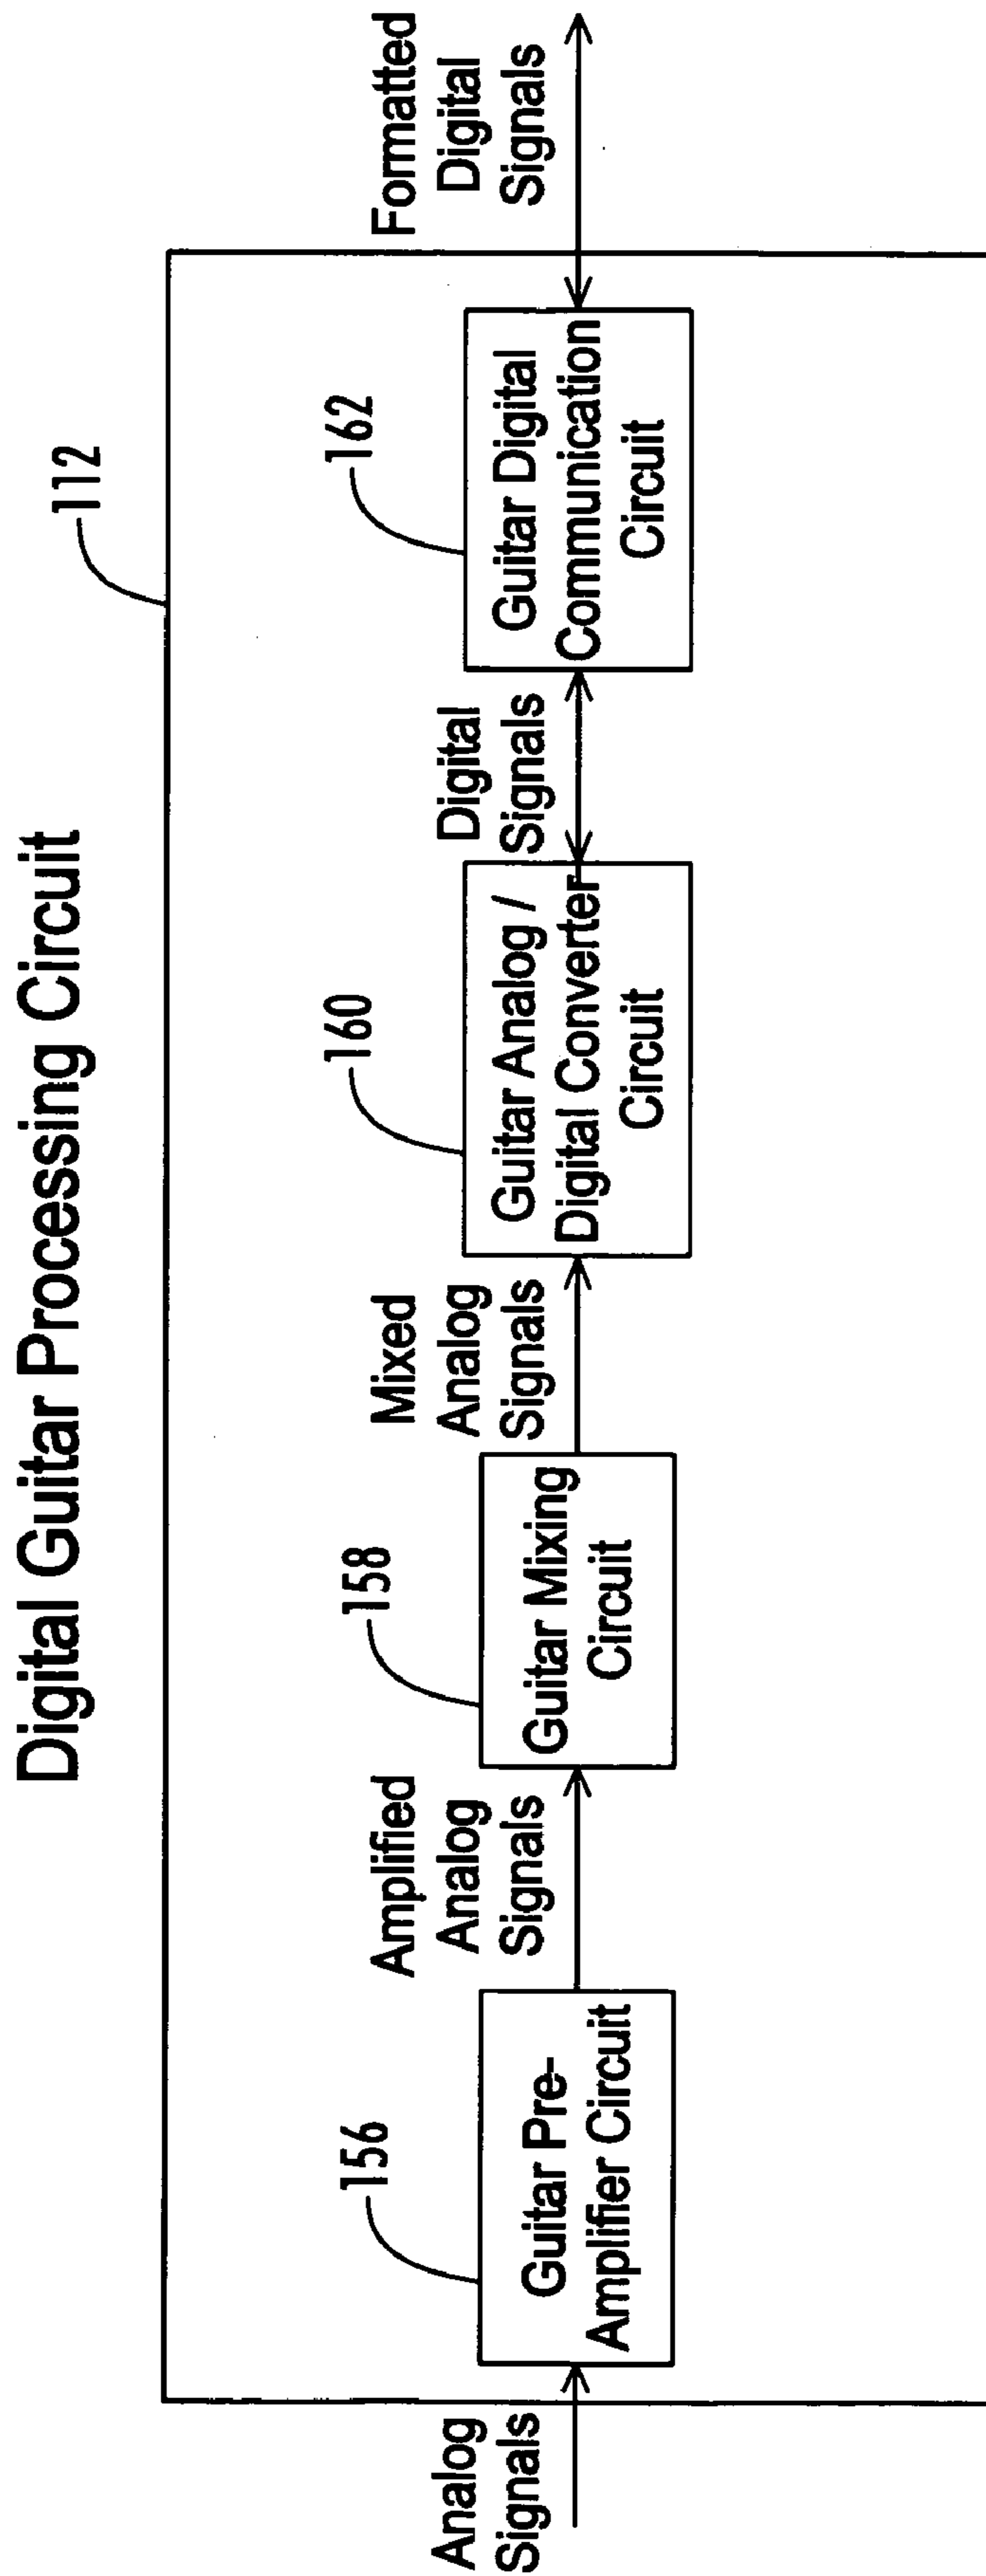 Digital Guitar Processing Circuit
112
Analog
Signals
156
Guitar Pre-
Amplifier Circuit
Amplified
Analog
Signals
158
Guitar Mixing
Circuit
Mixed
Analog
Signals
160
Guitar Analog /
Digital Converter
Circuit
Digital
Signals
162
Guitar Digital
Communication
Circuit
Formatted
Digital
Signals